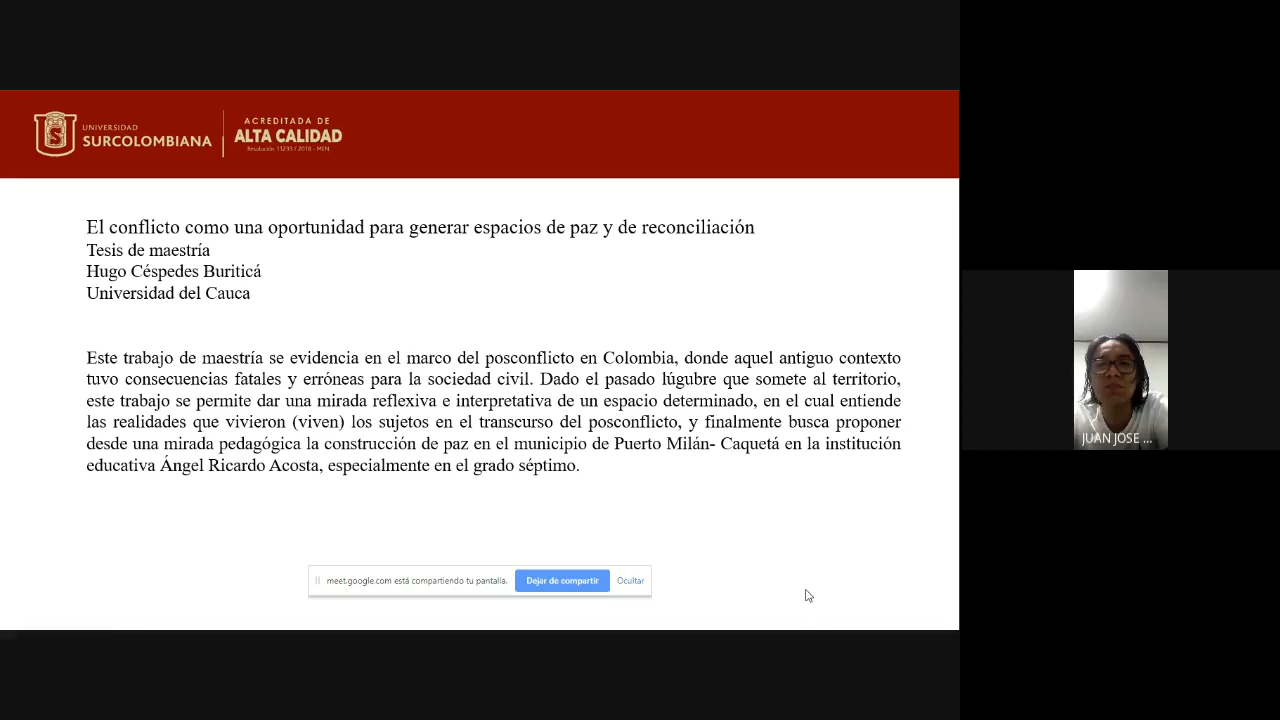 UNIVERSIDAD
SURCOLOMBIANA
ACREDITADA DE
ALTA CALIDAD
Resolución 11233 / 2018 - MEN
El conflicto como una oportunidad para generar espacios de paz y de reconciliación
Tesis de maestría
Hugo Céspedes Buriticá
Universidad del Cauca
Este trabajo de maestría se evidencia en el marco del posconflicto en Colombia, donde aquel antiguo contexto
tuvo consecuencias fatales y erróneas para la sociedad civil. Dado el pasado lúgubre que somete al territorio,
este trabajo se permite dar una mirada reflexiva e interpretativa de un espacio determinado, en el cual entiende
las realidades que vivieron (viven) los sujetos en el transcurso del posconflicto, y finalmente busca proponer
desde una mirada pedagógica la construcción de paz en el municipio de Puerto Milán- Caquetá en la institución
educativa Ángel Ricardo Acosta, especialmente en el grado séptimo.
meet.google.com está compartiendo tu pantalla.
Dejar de compartir
Ocultar
JUAN JOSE ...